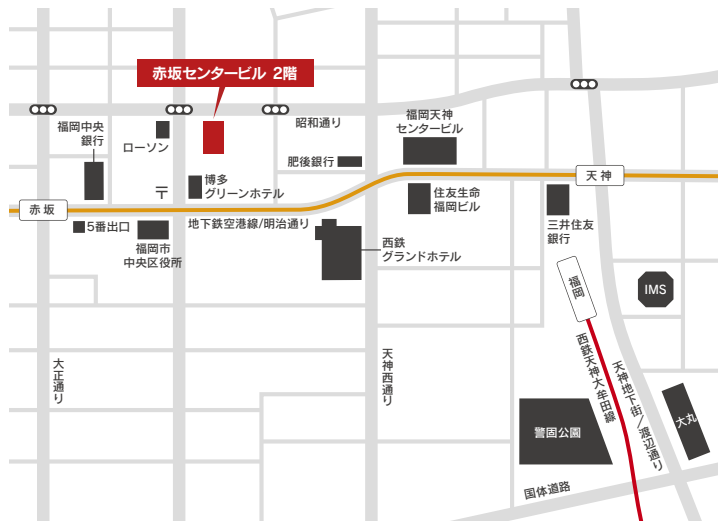 赤坂センタービル 2階
昭和通り
福岡天神
センタービル
福岡中央
銀行
ローソン
肥後銀行
天神
〒
博多
グリーンホテル
住友生命
福岡ビル
赤坂
5番出口
地下鉄空港線/明治通り
三井住友
銀行
福岡市
中央区役所
西鉄
グランドホテル
福岡
IMS
大正通り
天神西通り
西鉄天神大牟田線
天神地下街/渡辺通り
大丸
警固公園
国体道路